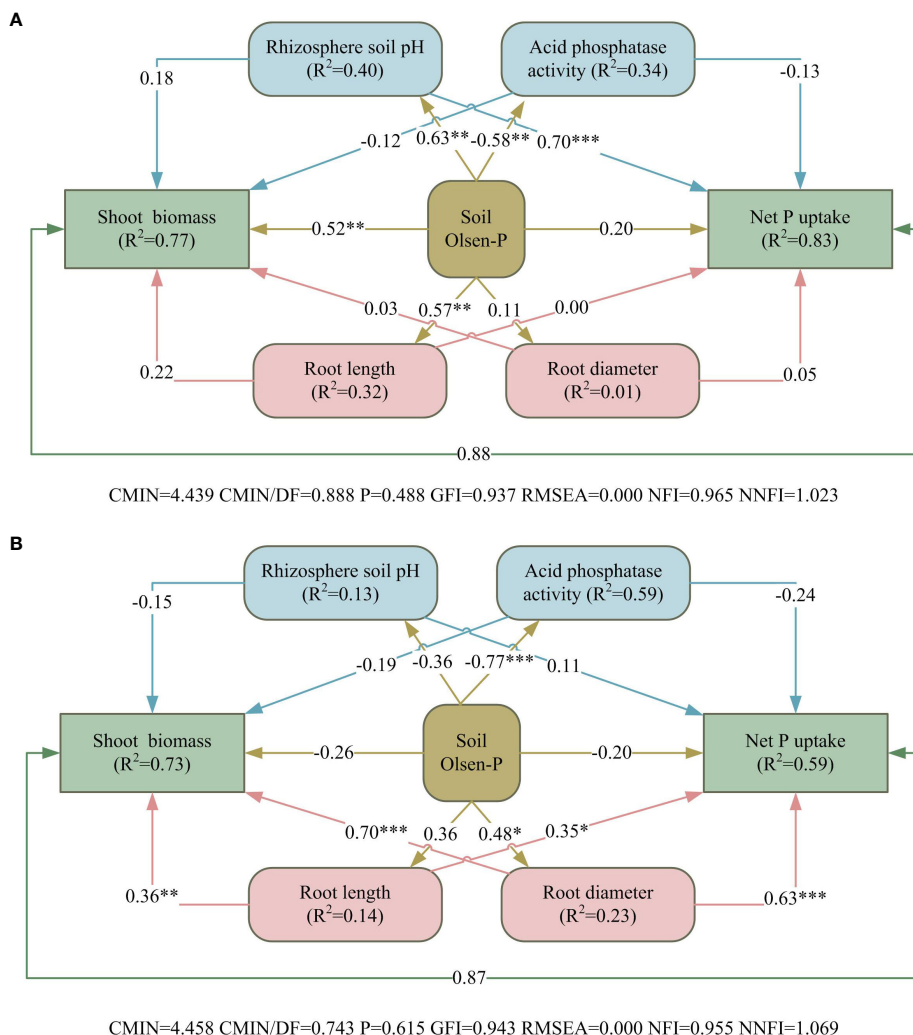 A
Rhizosphere soil pH
(R²=0.40)
Acid phosphatase
activity (R²=0.34)
0.18
-0.13
-0.12
0.63**
-0.58**
0.70***
Shoot biomass
(R²=0.77)
0.52**
Soil
Olsen-P
0.20
Net P uptake
(R²=0.83)
0.03
0.57**
0.11
0.00
0.22
Root length
(R²=0.32)
Root diameter
(R²=0.01)
0.05
0.88
CMIN=4.439 CMIN/DF=0.888 P=0.488 GFI=0.937 RMSEA=0.000 NFI=0.965 NNFI=1.023
B
Rhizosphere soil pH
(R²=0.13)
Acid phosphatase
activity (R²=0.59)
-0.15
-0.24
-0.19
-0.36
-0.77***
0.11
Shoot biomass
(R²=0.73)
-0.26
Soil
Olsen-P
-0.20
Net P uptake
(R²=0.59)
0.70***
0.36
0.48*
0.35*
0.36**
Root length
(R²=0.14)
Root diameter
(R²=0.23)
0.63***
0.87
CMIN=4.458 CMIN/DF=0.743 P=0.615 GFI=0.943 RMSEA=0.000 NFI=0.955 NNFI=1.069